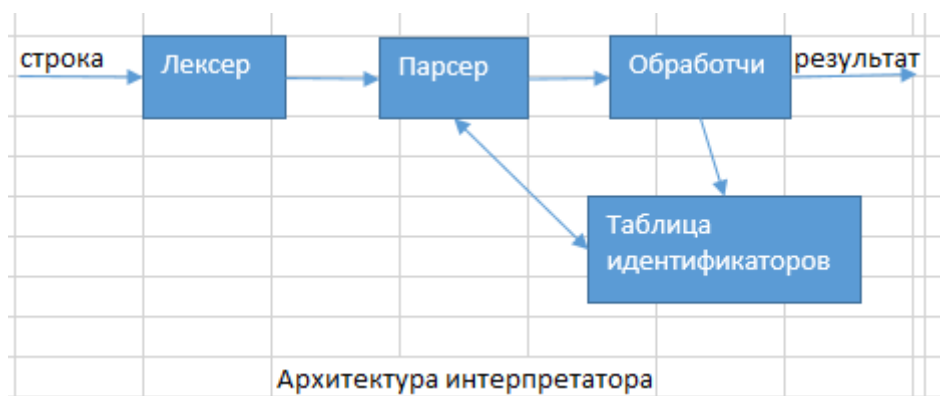 строка
Лексер
Парсер
Обработчи
результат
Таблица
идентификаторов
Архитектура интерпретатора